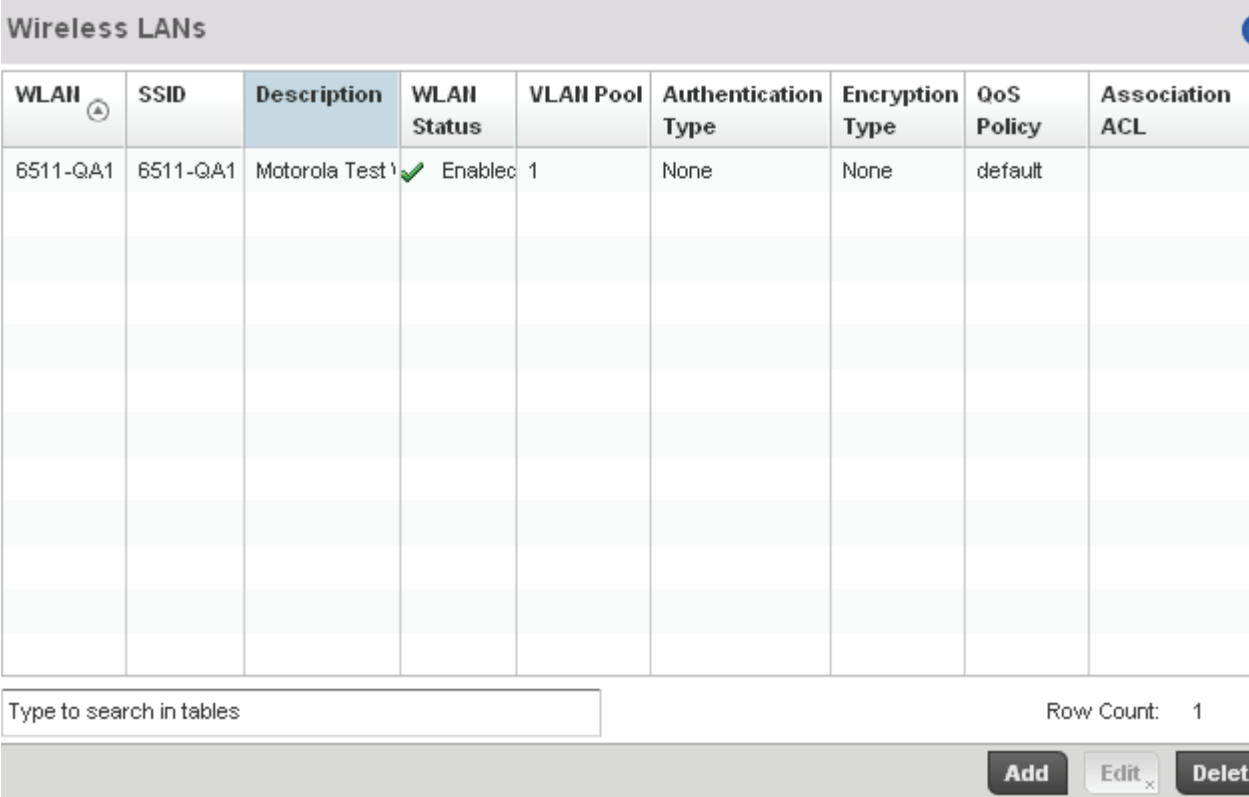 Wireless LANs
WLAN SSID Description WLAN Status VLAN Pool Authentication Type Encryption Type QoS Policy Association ACL
6511-QA1 6511-QA1 Motorola Test Enabled 1 None None default
Type to search in tables Row Count: 1
Add Edit Delet